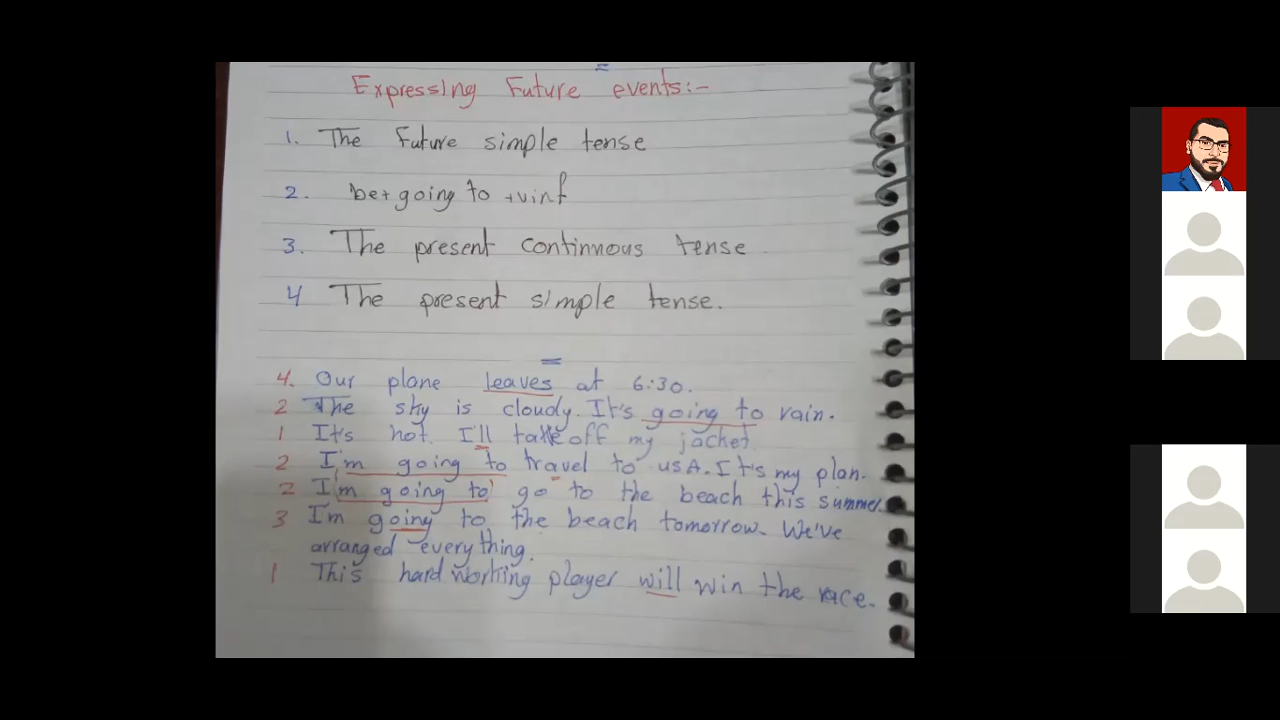 Expressing Future events:-
1. The Future simple tense
2. be+going to +vinf
3. The present continuous tense
4 The present simple tense.
4. Our plane leaves at 6:30.
2 The sky is cloudy. It's going to rain.
1 It's hot. I'll take off my jacket.
2 I'm going to travel to USA. It's my plan.
2 I'm going to go to the beach this summer.
3 I'm going to the beach tomorrow. We've
arranged everything.
1 This hard working player will win the race.